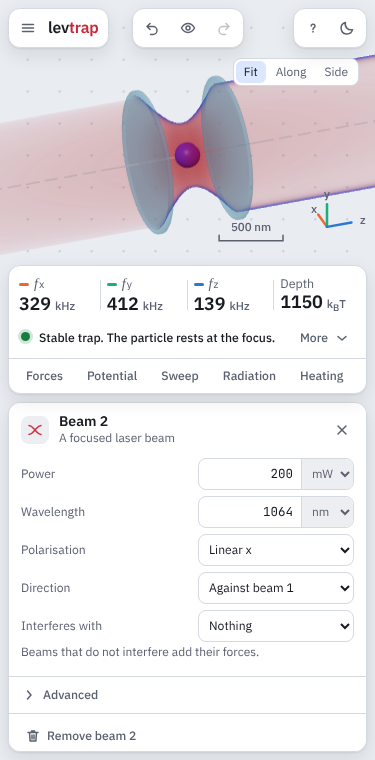 levtrap
?
Fit Along Side
y
x
z
500 nm
fx fy fz Depth
329 kHz 412 kHz 139 kHz 1150 kBT
Stable trap. The particle rests at the focus. More
Forces Potential Sweep Radiation Heating
Beam 2
A focused laser beam
Power 200 mW
Wavelength 1064 nm
Polarisation Linear x
Direction Against beam 1
Interferes with Nothing
Beams that do not interfere add their forces.
Advanced
Remove beam 2